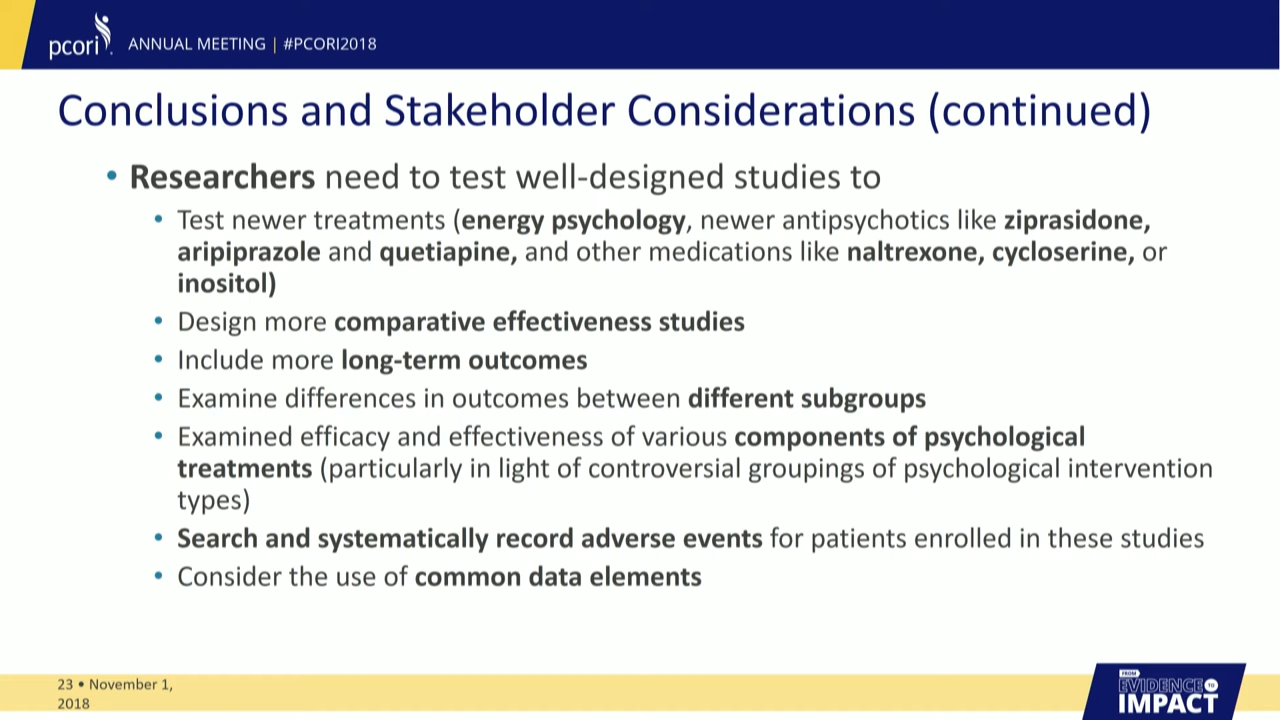 pcori
ANNUAL MEETING | #PCORI2018
Conclusions and Stakeholder Considerations (continued)
• Researchers need to test well-designed studies to
• Test newer treatments (energy psychology, newer antipsychotics like ziprasidone,
aripiprazole and quetiapine, and other medications like naltrexone, cycloserine, or
inositol)
• Design more comparative effectiveness studies
• Include more long-term outcomes
• Examine differences in outcomes between different subgroups
• Examined efficacy and effectiveness of various components of psychological
treatments (particularly in light of controversial groupings of psychological intervention
types)
• Search and systematically record adverse events for patients enrolled in these studies
• Consider the use of common data elements
23 • November 1,
2018
FROM
EVIDENCE TO
IMPACT